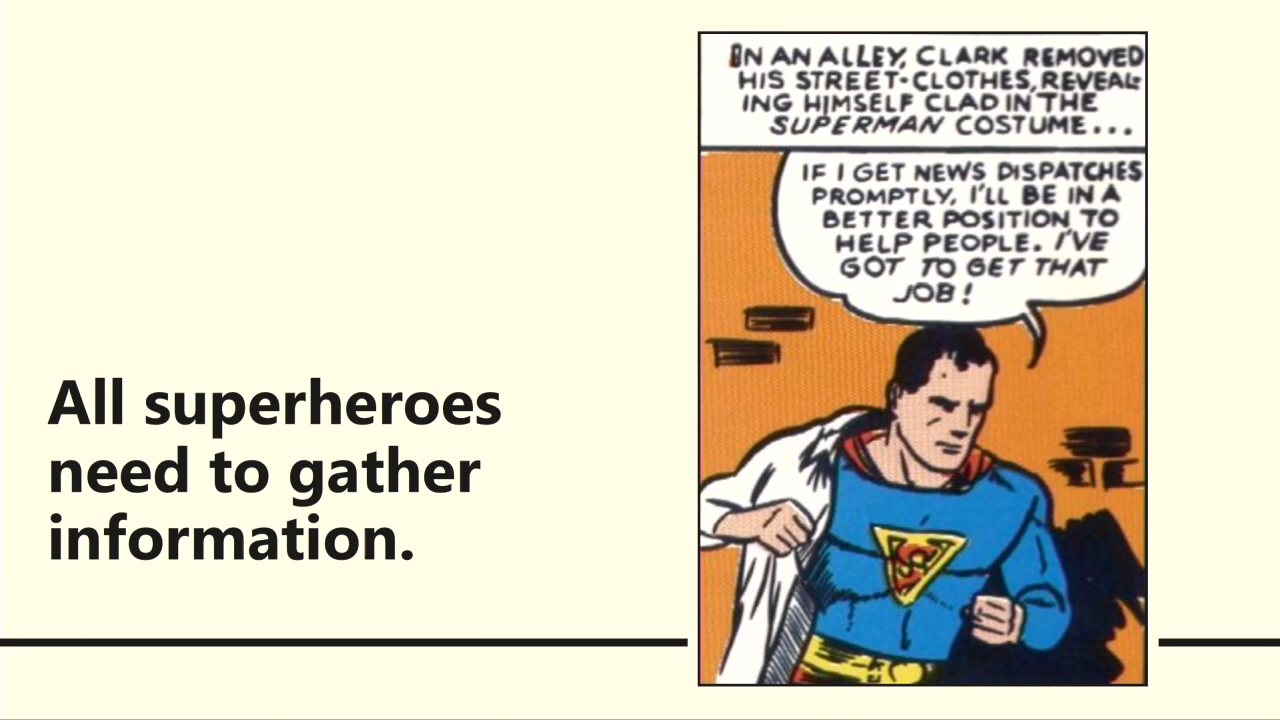 All superheroes
need to gather
information.
IN AN ALLEY, CLARK REMOVED
HIS STREET-CLOTHES, REVEAL-
ING HIMSELF CLAD IN THE
SUPERMAN COSTUME...
IF I GET NEWS DISPATCHES
PROMPTLY, I'LL BE IN A
BETTER POSITION TO
HELP PEOPLE. I'VE
GOT TO GET THAT
JOB!
S